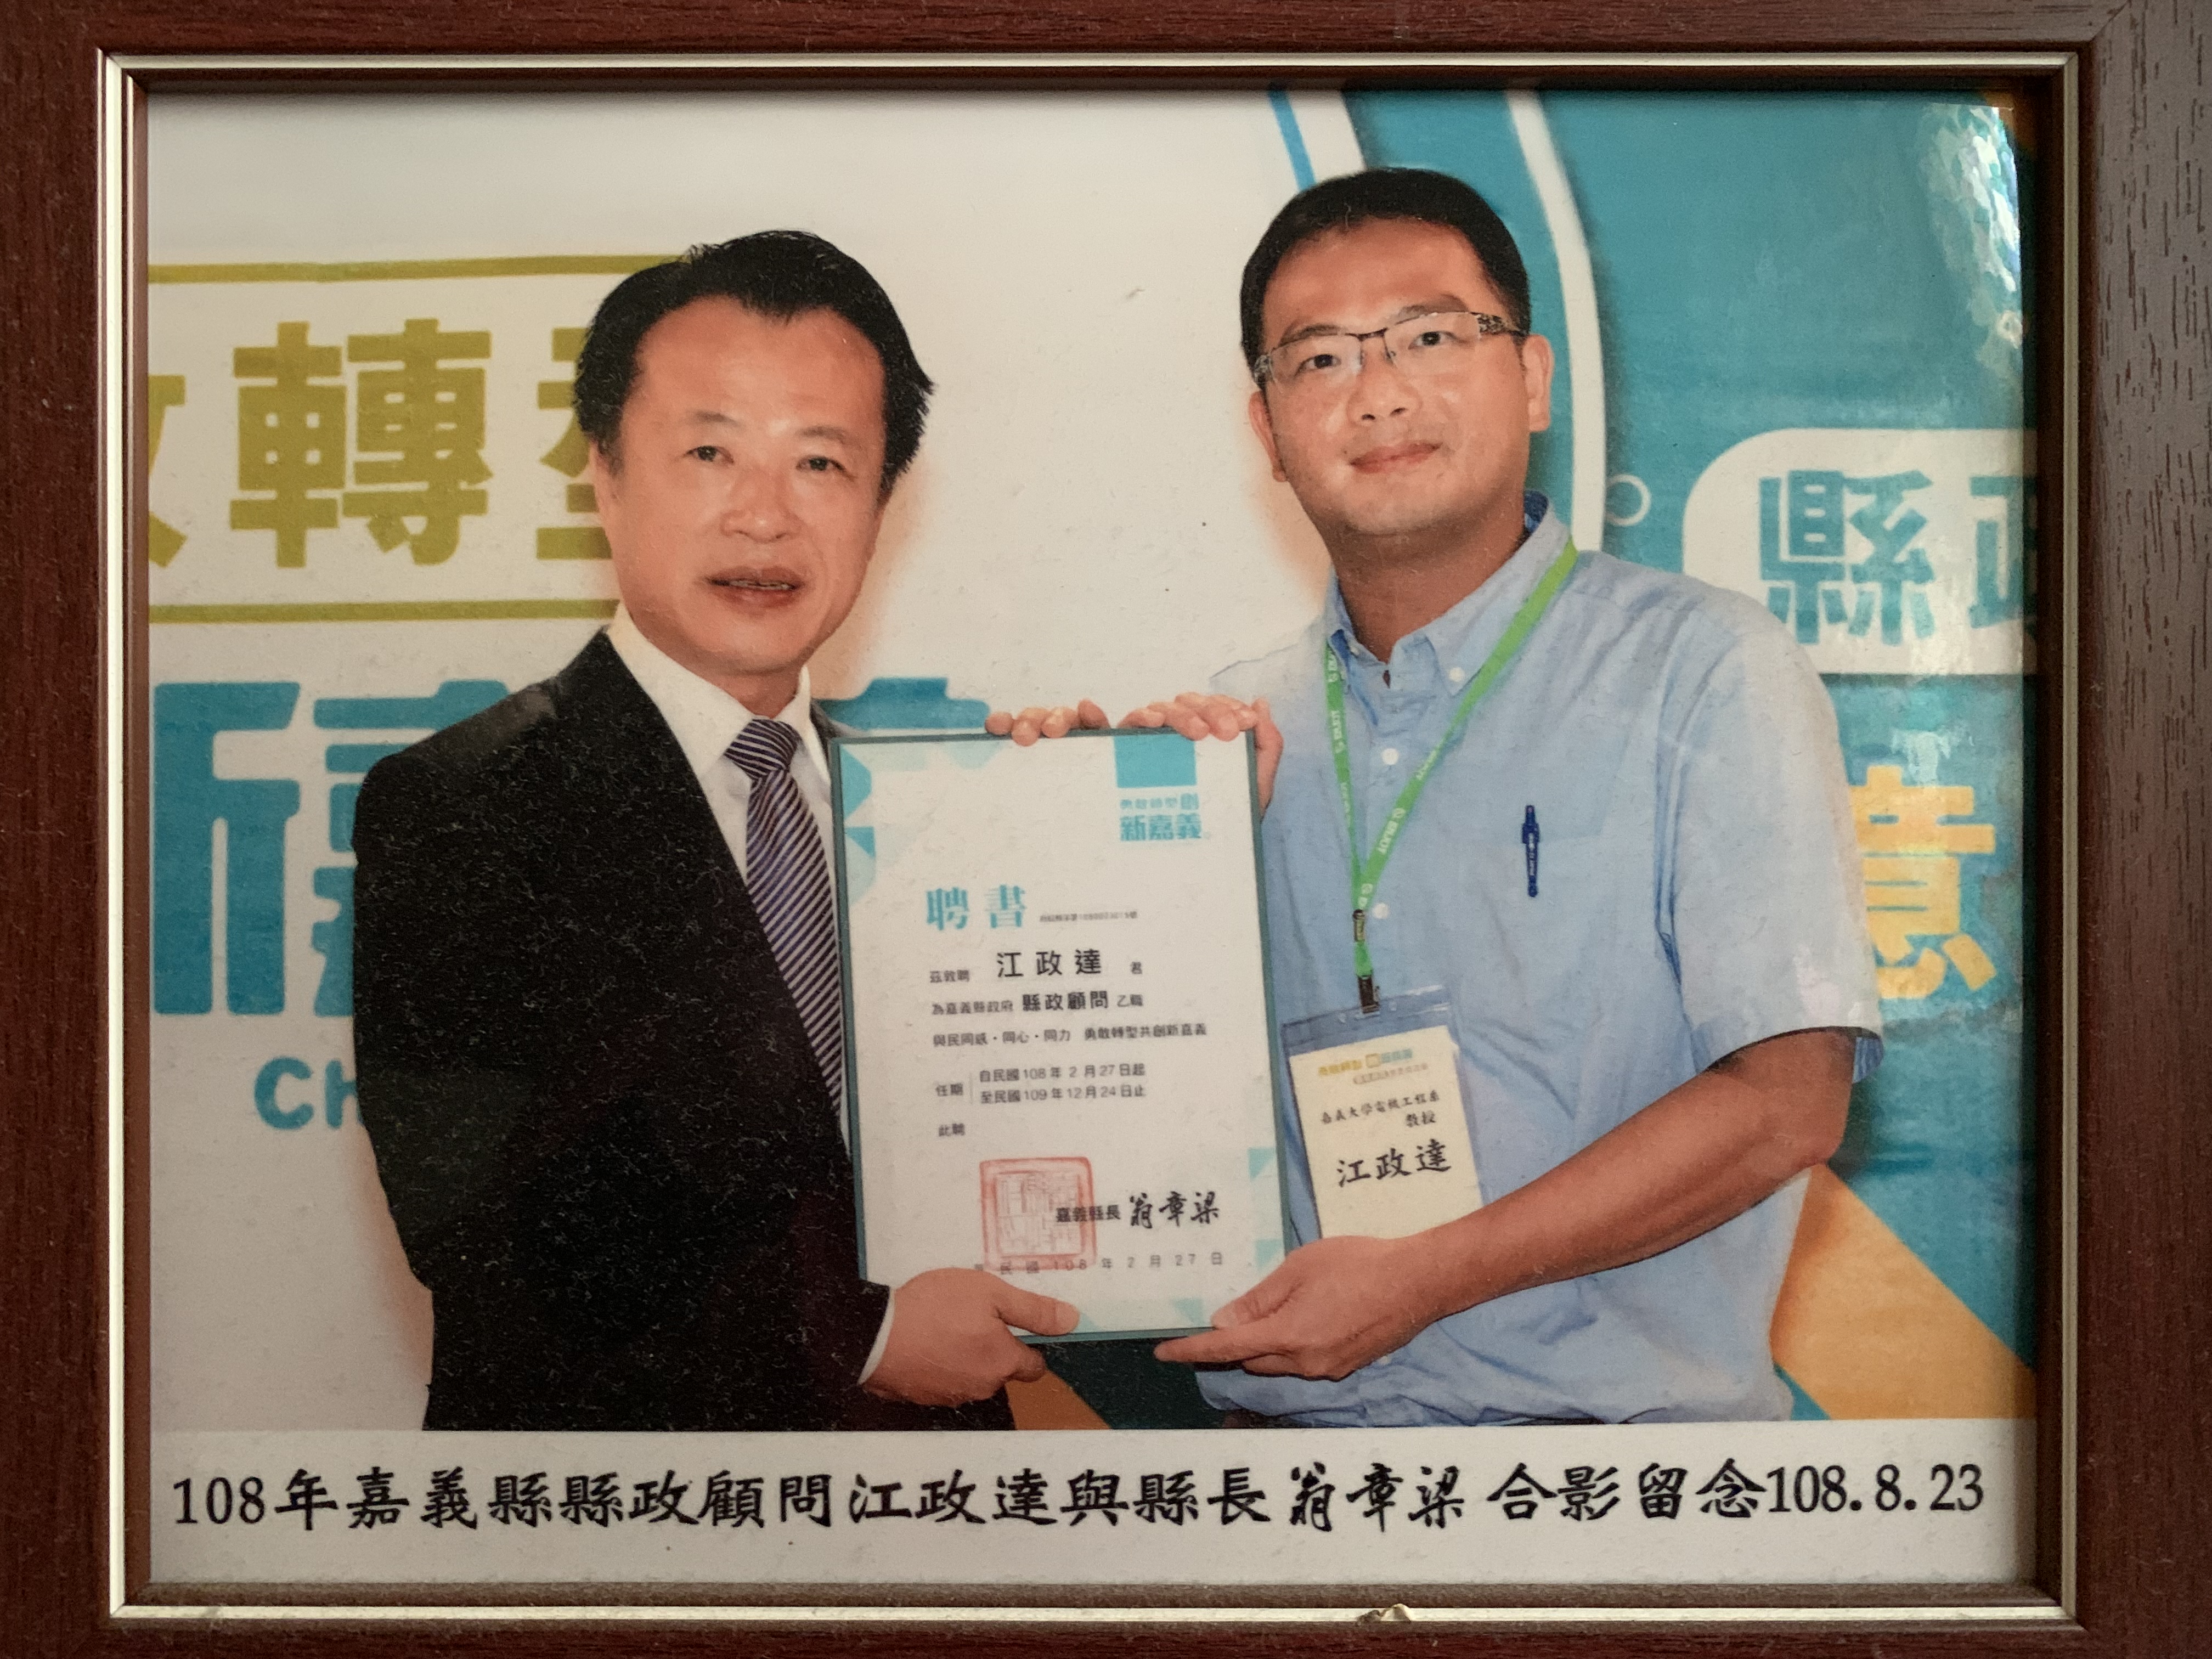 轉型
縣政
意
Ch
勇敢轉型創
新嘉義
聘書
茲敦聘 江政達 君
為嘉義縣政府 縣政顧問 乙職
與民同感·同心·同力 勇敢轉型共創新嘉義
任期
自民國108年2月27日起
至民國109年12月24日止
此聘
嘉義縣長 翁章梁
民國108年2月27日
嘉義大學電機工程系
教授
江政達
108年嘉義縣縣政顧問江政達與縣長翁章梁 合影留念108.8.23